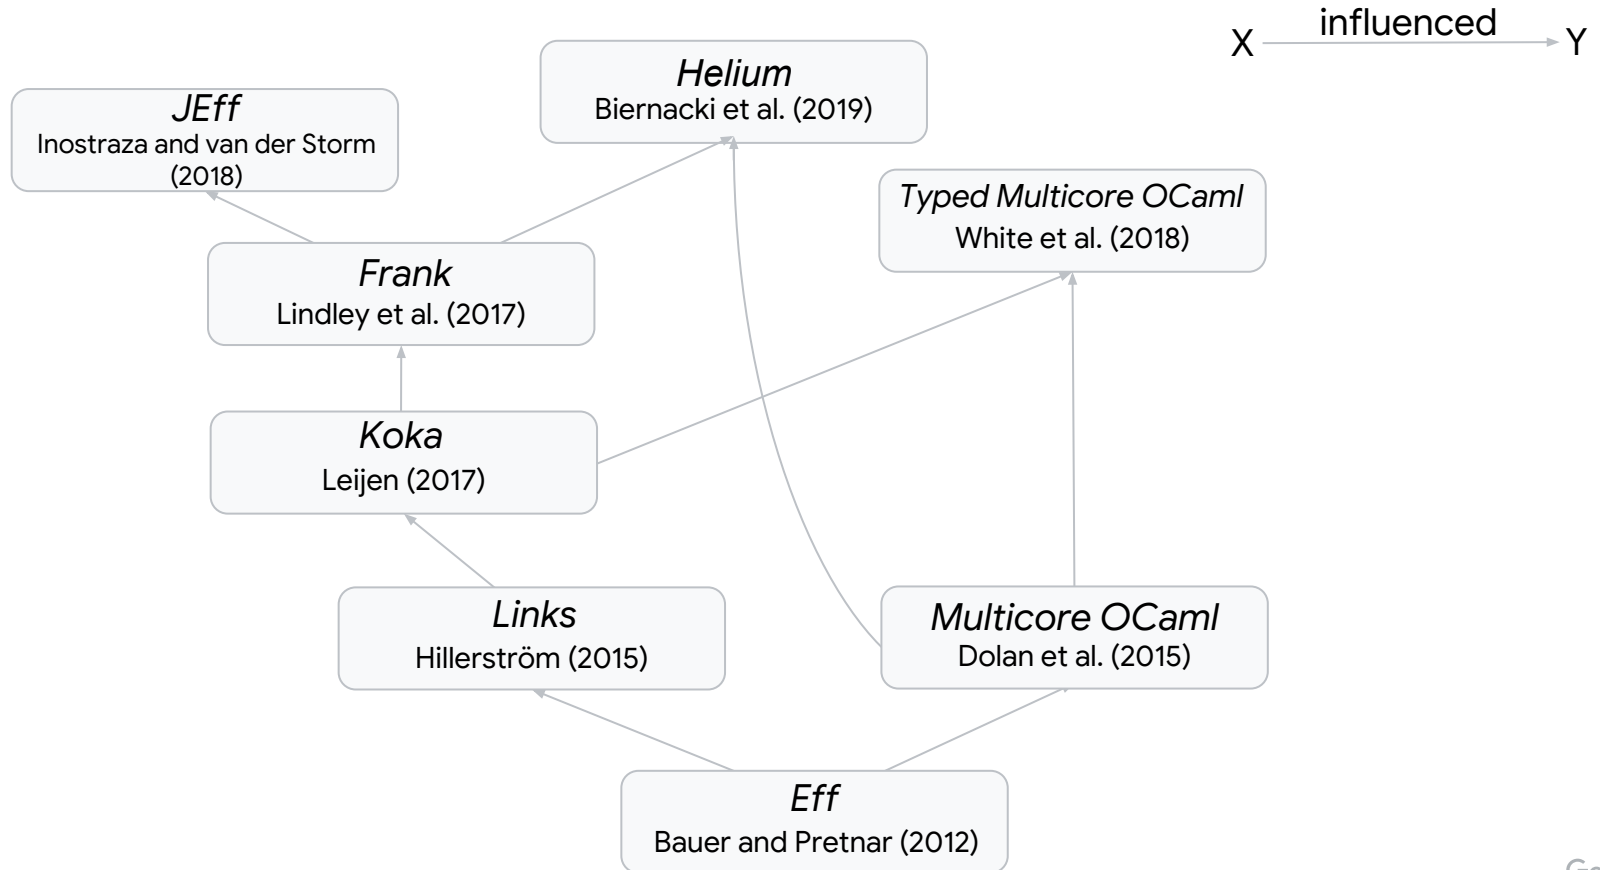 influenced
X
Y
Helium
Biernacki et al. (2019)
JEff
Inostraza and van der Storm
(2018)
Typed Multicore OCaml
White et al. (2018)
Frank
Lindley et al. (2017)
Koka
Leijen (2017)
Links
Hillerström (2015)
Multicore OCaml
Dolan et al. (2015)
Eff
Bauer and Pretnar (2012)